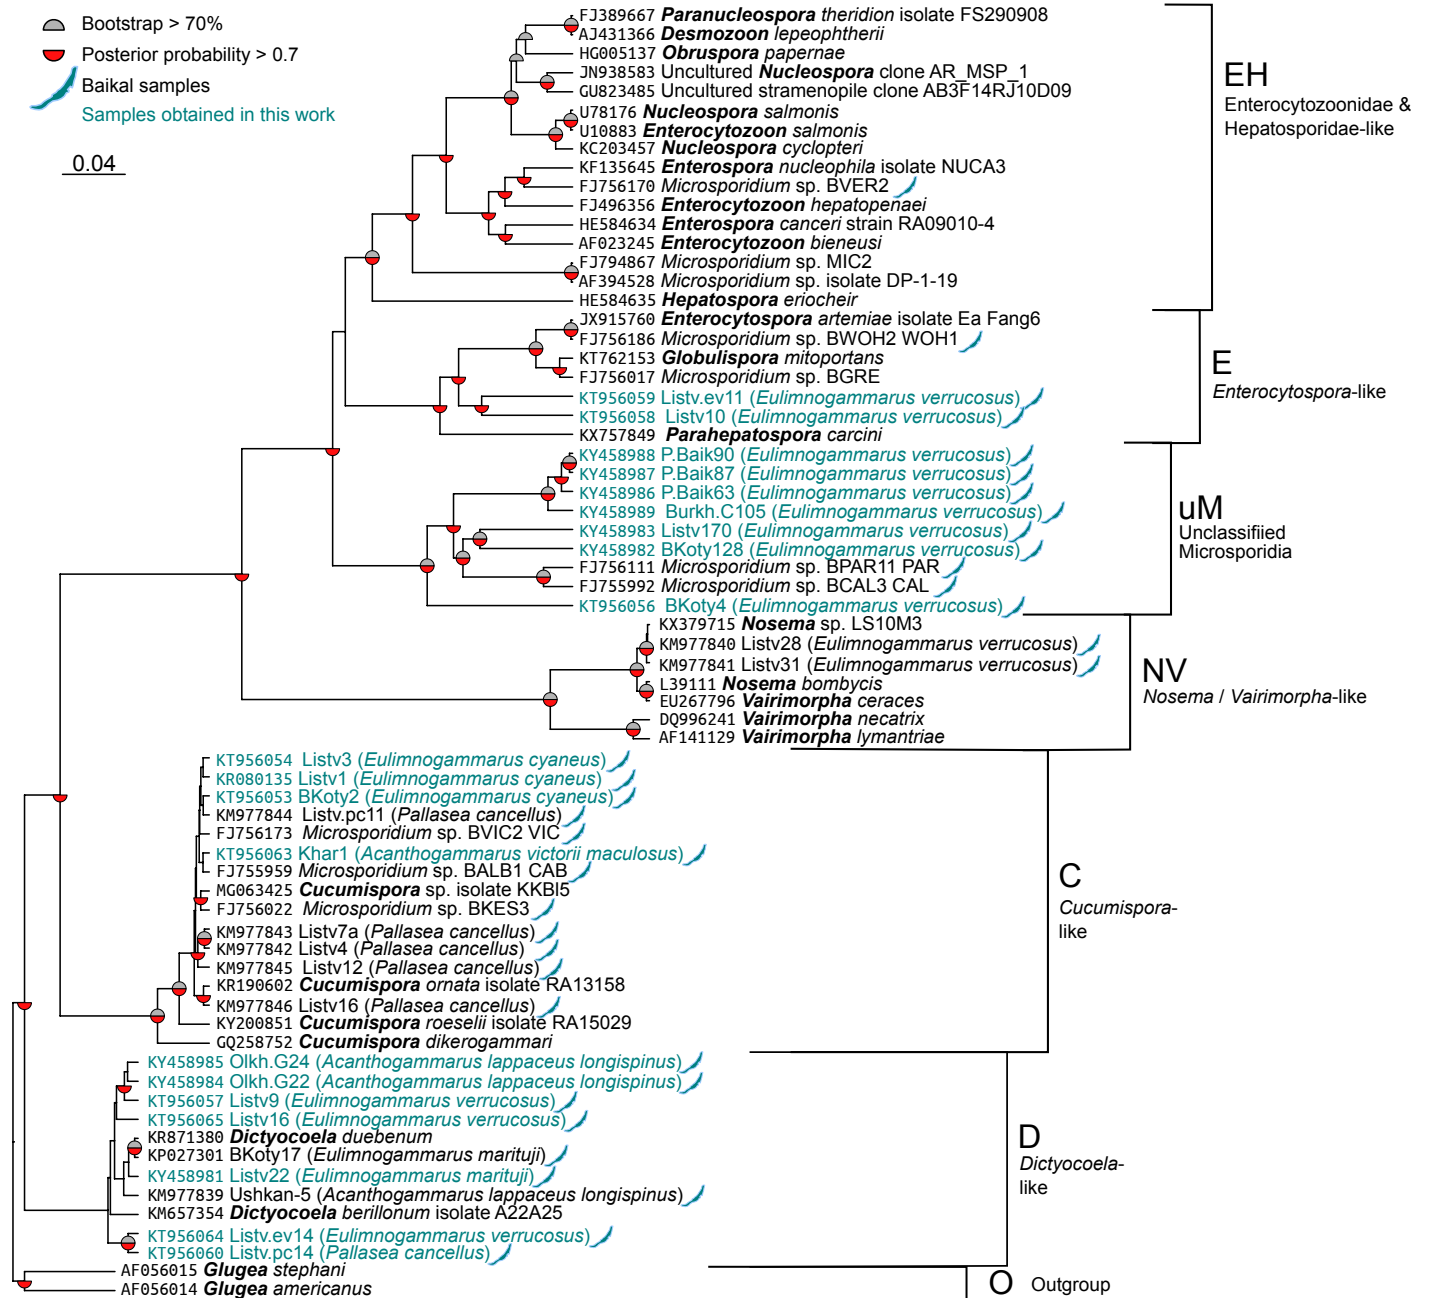 Bootstrap > 70%
Posterior probability > 0.7
Baikal samples
Samples obtained in this work
0.04
FJ389667 Paranucleospora theridion isolate FS290908
AJ431366 Desmozoon lepeophtherii
HG005137 Obruspora papernae
JN938583 Uncultured Nucleospora clone AR_MSP_1
GU823485 Uncultured stramenopile clone AB3F14RJ10D09
U78176 Nucleospora salmonis
U10883 Enterocytozoon salmonis
KC203457 Nucleospora cyclopteri
KF135645 Enterospora nucleophila isolate NUCA3
FJ756170 Microsporidium sp. BVER2
FJ496356 Enterocytozoon hepatopenaei
HE584634 Enterospora canceri strain RA09010-4
AF023245 Enterocytozoon bieneusi
FJ794867 Microsporidium sp. MIC2
AF394528 Microsporidium sp. isolate DP-1-19
HE584635 Hepatospora eriocheir
EH
Enterocytozoonidae &
Hepatosporidae-like
JX915760 Enterocytospora artemiae isolate Ea Fang6
FJ756186 Microsporidium sp. BWOH2 WOH1
KT762153 Globulispora mitoportans
FJ756017 Microsporidium sp. BGRE
KT956059 Listv.ev11 (Eulimnogammarus verrucosus)
KT956058 Listv10 (Eulimnogammarus verrucosus)
KX757849 Parahepatospora carcini
E
Enterocytospora-like
KY458988 P.Baik90 (Eulimnogammarus verrucosus)
KY458987 P.Baik87 (Eulimnogammarus verrucosus)
KY458986 P.Baik63 (Eulimnogammarus verrucosus)
KY458989 Burkh.C105 (Eulimnogammarus verrucosus)
KY458983 Listv170 (Eulimnogammarus verrucosus)
KY458982 BKoty128 (Eulimnogammarus verrucosus)
FJ756111 Microsporidium sp. BPAR11 PAR
FJ755992 Microsporidium sp. BCAL3 CAL
KT956056 BKoty4 (Eulimnogammarus verrucosus)
uM
Unclassifiied
Microsporidia
KX379715 Nosema sp. LS10M3
KM977840 Listv28 (Eulimnogammarus verrucosus)
KM977841 Listv31 (Eulimnogammarus verrucosus)
L39111 Nosema bombycis
EU267796 Vairimorpha ceraces
DQ996241 Vairimorpha necatrix
AF141129 Vairimorpha lymantriae
NV
Nosema / Vairimorpha-like
KT956054 Listv3 (Eulimnogammarus cyaneus)
KR080135 Listv1 (Eulimnogammarus cyaneus)
KT956053 BKoty2 (Eulimnogammarus cyaneus)
KM977844 Listv.pc11 (Pallasea cancellus)
FJ756173 Microsporidium sp. BVIC2 VIC
KT956063 Khar1 (Acanthogammarus victorii maculosus)
FJ755959 Microsporidium sp. BALB1 CAB
MG063425 Cucumispora sp. isolate KKBI5
FJ756022 Microsporidium sp. BKES3
KM977843 Listv7a (Pallasea cancellus)
KM977842 Listv4 (Pallasea cancellus)
KM977845 Listv12 (Pallasea cancellus)
KR190602 Cucumispora ornata isolate RA13158
KM977846 Listv16 (Pallasea cancellus)
KY200851 Cucumispora roeselii isolate RA15029
GQ258752 Cucumispora dikerogammari
C
Cucumispora-
like
KY458985 Olkh.G24 (Acanthogammarus lappaceus longispinus)
KY458984 Olkh.G22 (Acanthogammarus lappaceus longispinus)
KT956057 Listv9 (Eulimnogammarus verrucosus)
KT956065 Listv16 (Eulimnogammarus verrucosus)
KR871380 Dictyocoela duebenum
KP027301 BKoty17 (Eulimnogammarus marituji)
KY458981 Listv22 (Eulimnogammarus marituji)
KM977839 Ushkan-5 (Acanthogammarus lappaceus longispinus)
KM657354 Dictyocoela berillonum isolate A22A25
KT956064 Listv.ev14 (Eulimnogammarus verrucosus)
KT956060 Listv.pc14 (Pallasea cancellus)
D
Dictyocoela-
like
AF056015 Glugea stephani
AF056014 Glugea americanus
O Outgroup